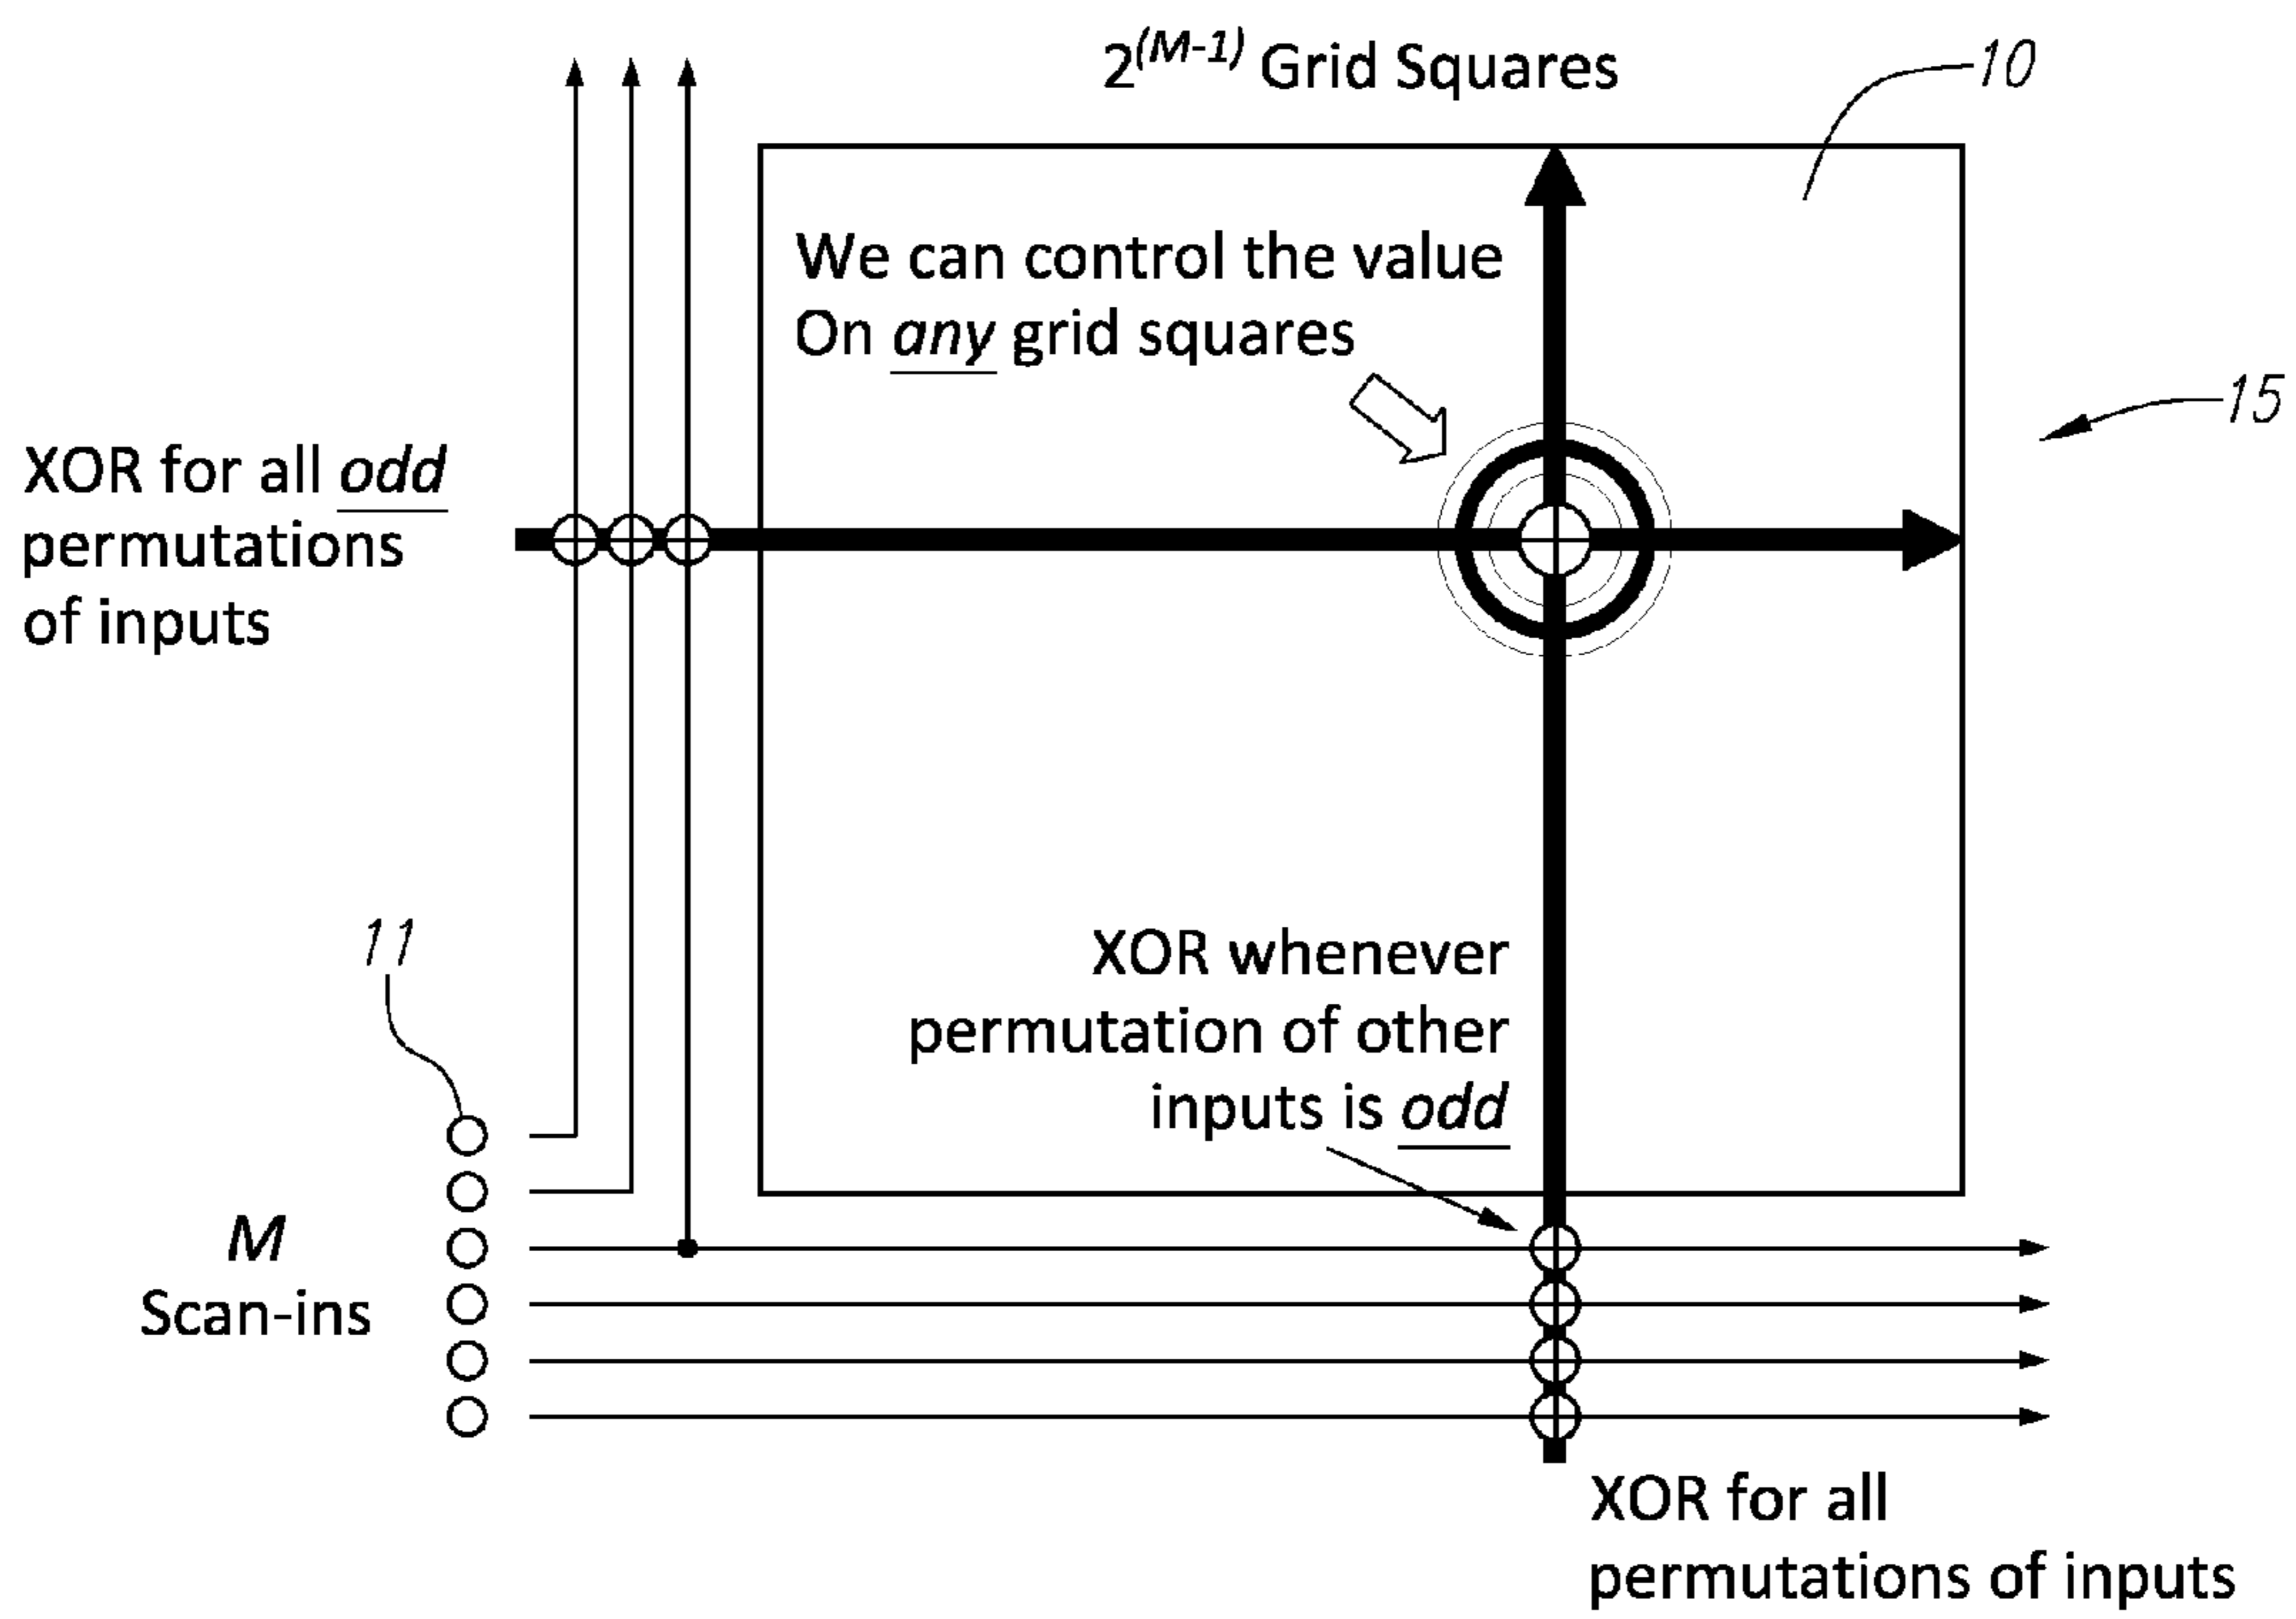 2^(M-1) Grid Squares
10
We can control the value
On any grid squares
15
XOR for all odd
permutations
of inputs
11
XOR whenever
permutation of other
inputs is odd
M
Scan-ins
XOR for all
permutations of inputs